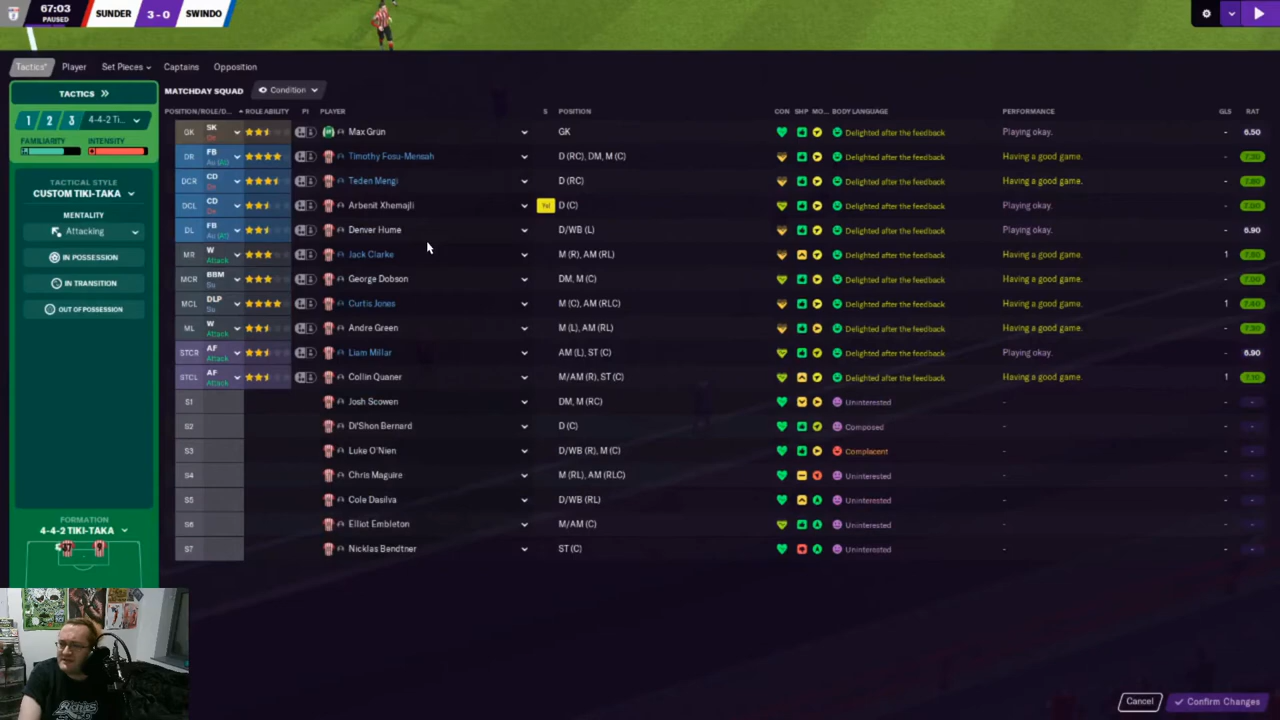 67:03
PAUSED
SUNDER 3 - 0 SWINDO
Tactics* Player Set Pieces Captains Opposition
TACTICS
1 2 3 4-4-2 Ti...
FAMILIARITY INTENSITY
TACTICAL STYLE
CUSTOM TIKI-TAKA
MENTALITY
Attacking
IN POSSESSION
IN TRANSITION
OUT OF POSSESSION
FORMATION
4-4-2 TIKI-TAKA
MATCHDAY SQUAD Condition
POSITION/ROLE/D... ROLE ABILITY PI PLAYER S POSITION CON SHP MO... BODY LANGUAGE PERFORMANCE GLS RAT
GK SK De Max Grün GK Delighted after the feedback Playing okay. - 6.50
DR FB Au (At) Timothy Fosu-Mensah D (RC), DM, M (C) Delighted after the feedback Having a good game. -
DCR CD De Teden Mengi D (RC) Delighted after the feedback Having a good game. -
DCL CD De Arbenit Xhemajli Yel D (C) Delighted after the feedback Playing okay. -
DL FB Au (At) Denver Hume D/WB (L) Delighted after the feedback Playing okay. - 6.90
MR W Attack Jack Clarke M (R), AM (RL) Delighted after the feedback Having a good game. 1
MCR BBM Su George Dobson DM, M (C) Delighted after the feedback Having a good game. -
MCL DLP Su Curtis Jones M (C), AM (RLC) Delighted after the feedback Having a good game. 1
ML W Attack Andre Green M (L), AM (RL) Delighted after the feedback Having a good game. -
STCR AF Attack Liam Millar AM (L), ST (C) Delighted after the feedback Playing okay. - 6.90
STCL AF Attack Collin Quaner M/AM (R), ST (C) Delighted after the feedback Having a good game. 1
S1 Josh Scowen DM, M (RC) Uninterested - - -
S2 Di'Shon Bernard D (C) Composed - - -
S3 Luke O'Nien D/WB (R), M (C) Complacent - - -
S4 Chris Maguire M (RL), AM (RLC) Uninterested - - -
S5 Cole Dasilva D/WB (RL) Uninterested - - -
S6 Elliot Embleton M/AM (C) Uninterested - - -
S7 Nicklas Bendtner ST (C) Uninterested - - -
Cancel Confirm Changes